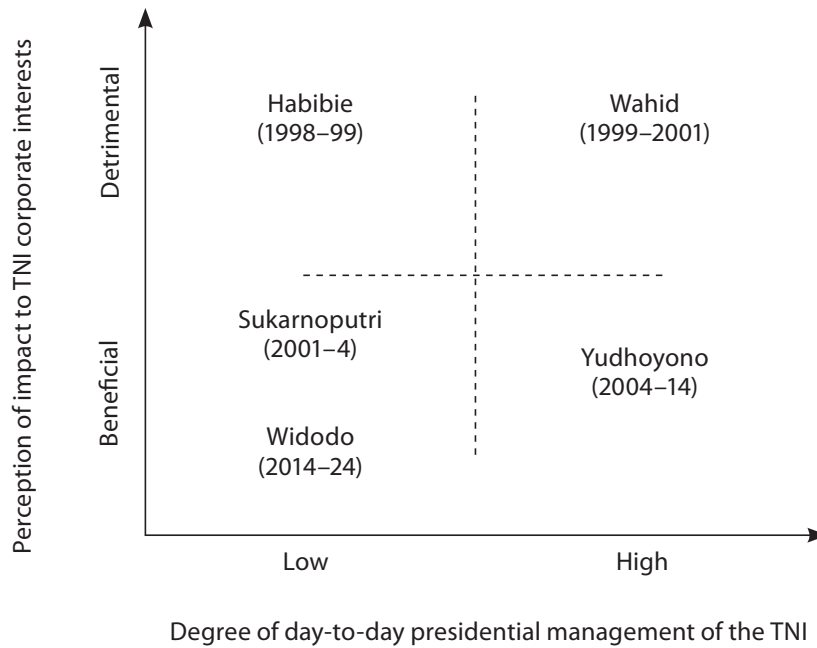 Perception of impact to TNI corporate interests
Detrimental
Beneficial
Habibie
(1998–99)
Wahid
(1999–2001)
Sukarnoputri
(2001–4)
Yudhoyono
(2004–14)
Widodo
(2014–24)
Low
High
Degree of day-to-day presidential management of the TNI